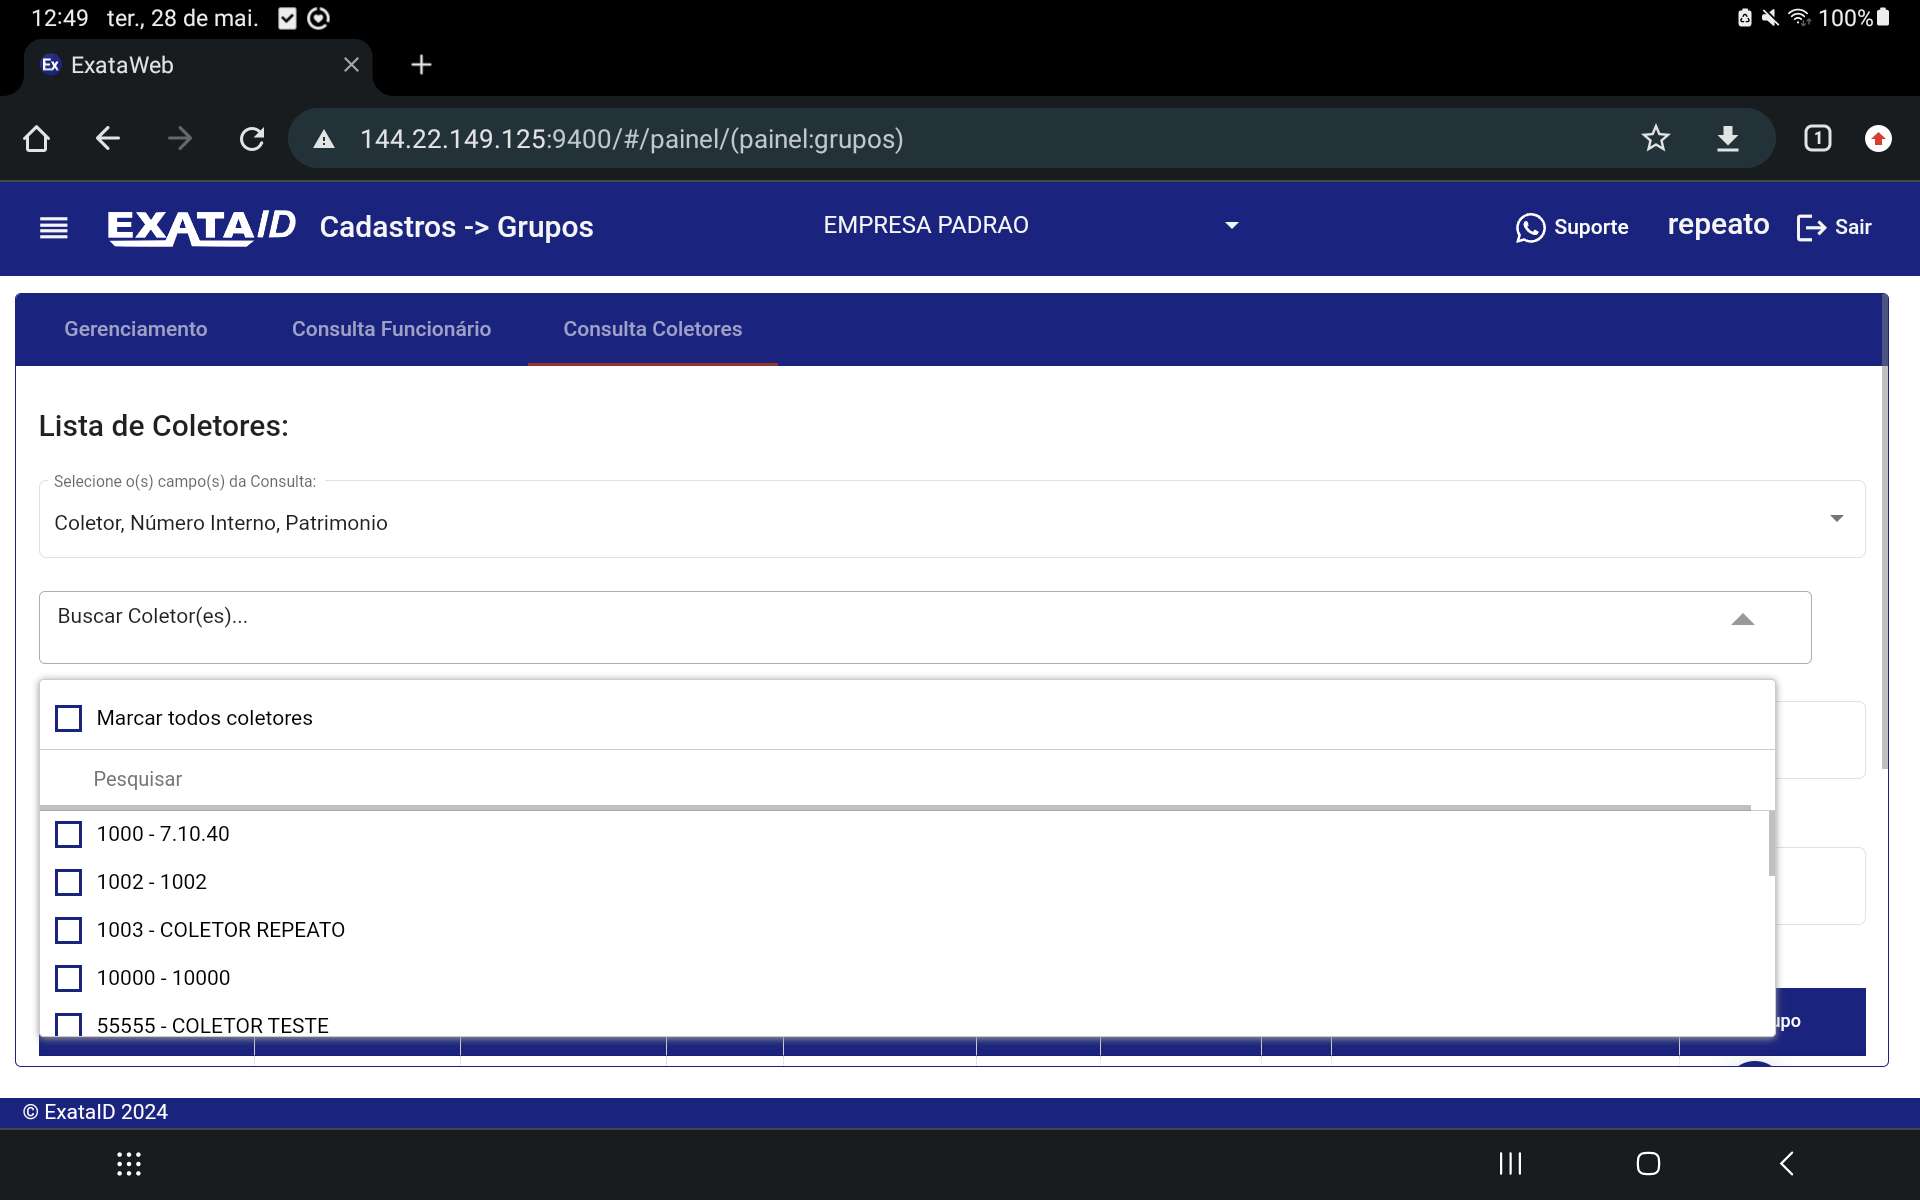 12:49 ter., 28 de mai. 100%
Ex ExataWeb
144.22.149.125:9400/#/painel/(painel:grupos) 1
EXATA/ID Cadastros -> Grupos EMPRESA PADRAO Suporte repeato Sair
Gerenciamento Consulta Funcionário Consulta Coletores
Lista de Coletores:
Selecione o(s) campo(s) da Consulta:
Coletor, Número Interno, Patrimonio
Buscar Coletor(es)...
Marcar todos coletores
Pesquisar
1000 - 7.10.40
1002 - 1002
1003 - COLETOR REPEATO
10000 - 10000
55555 - COLETOR TESTE
© ExataID 2024